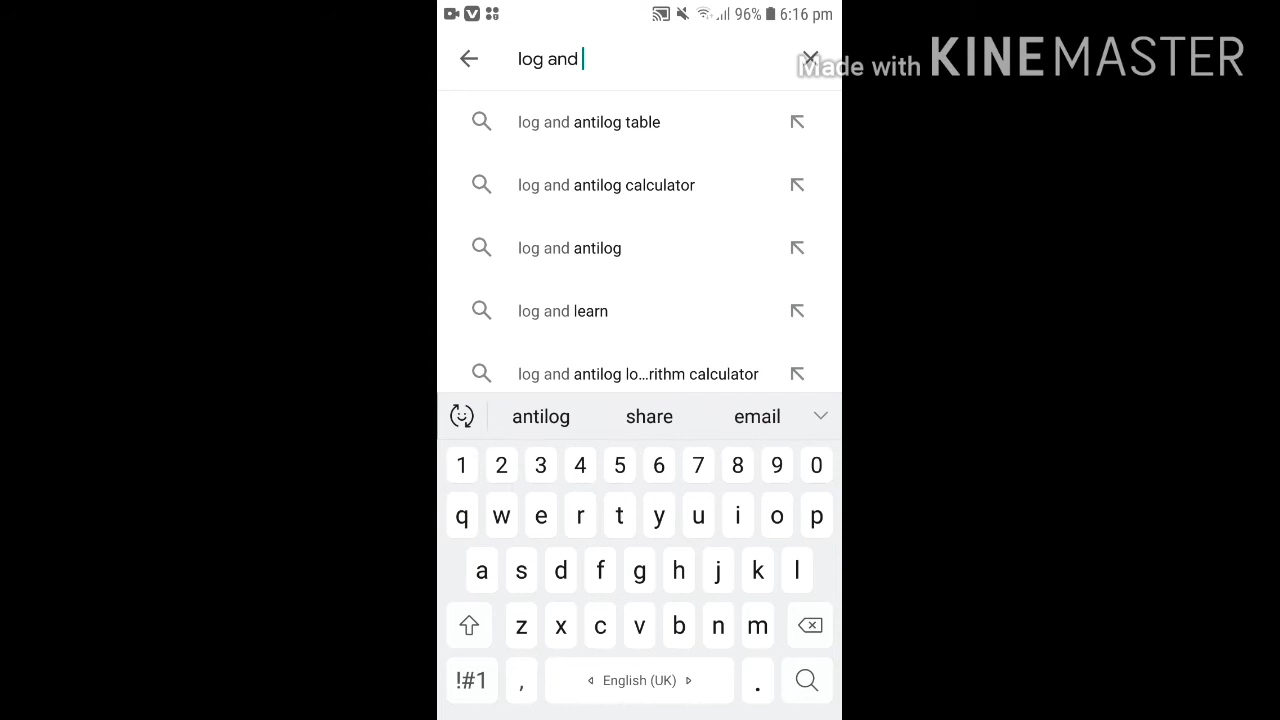 96% 6:16 pm
log and
Made with KINEMASTER
log and antilog table
log and antilog calculator
log and antilog
log and learn
log and antilog lo...rithm calculator
antilog share email
1 2 3 4 5 6 7 8 9 0
q w e r t y u i o p
a s d f g h j k l
z x c v b n m
!#1 , English (UK) .